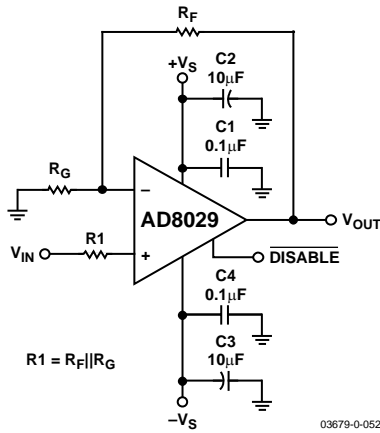 RF
+VS
C2
10μF
C1
0.1μF
RG
–
AD8029
VOUT
VIN
R1
+
DISABLE
C4
0.1μF
R1 = RF||RG
C3
10μF
–VS
03679-0-052